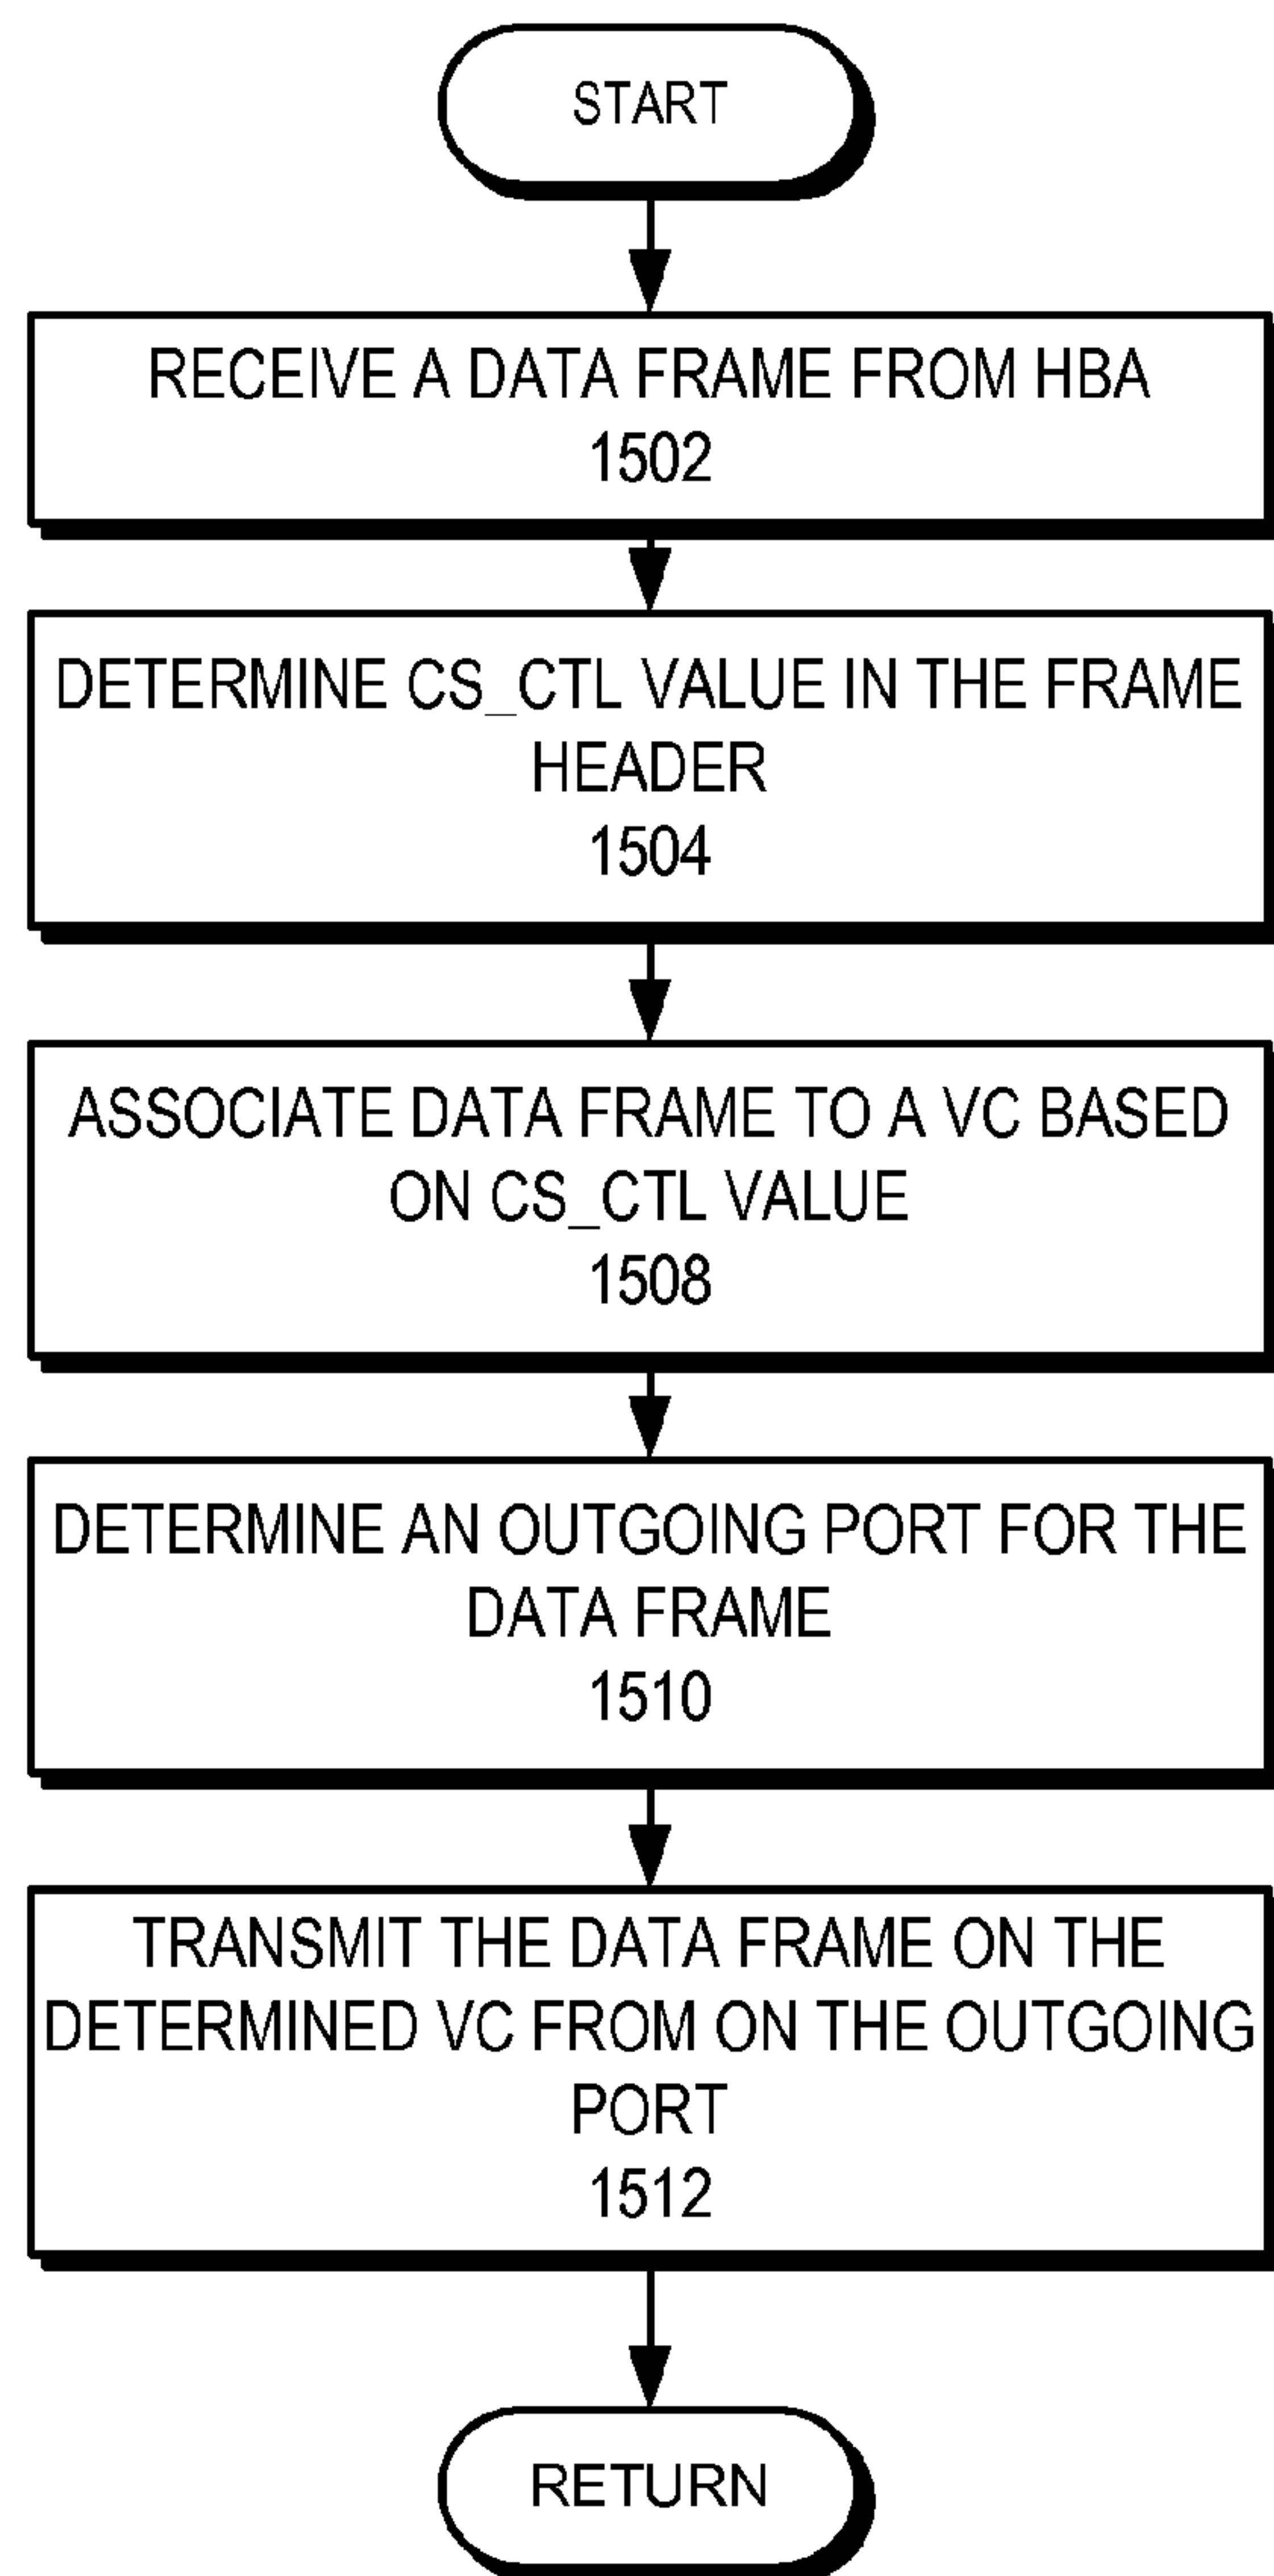 START
RECEIVE A DATA FRAME FROM HBA
1502
DETERMINE CS_CTL VALUE IN THE FRAME
HEADER
1504
ASSOCIATE DATA FRAME TO A VC BASED
ON CS_CTL VALUE
1508
DETERMINE AN OUTGOING PORT FOR THE
DATA FRAME
1510
TRANSMIT THE DATA FRAME ON THE
DETERMINED VC FROM ON THE OUTGOING
PORT
1512
RETURN